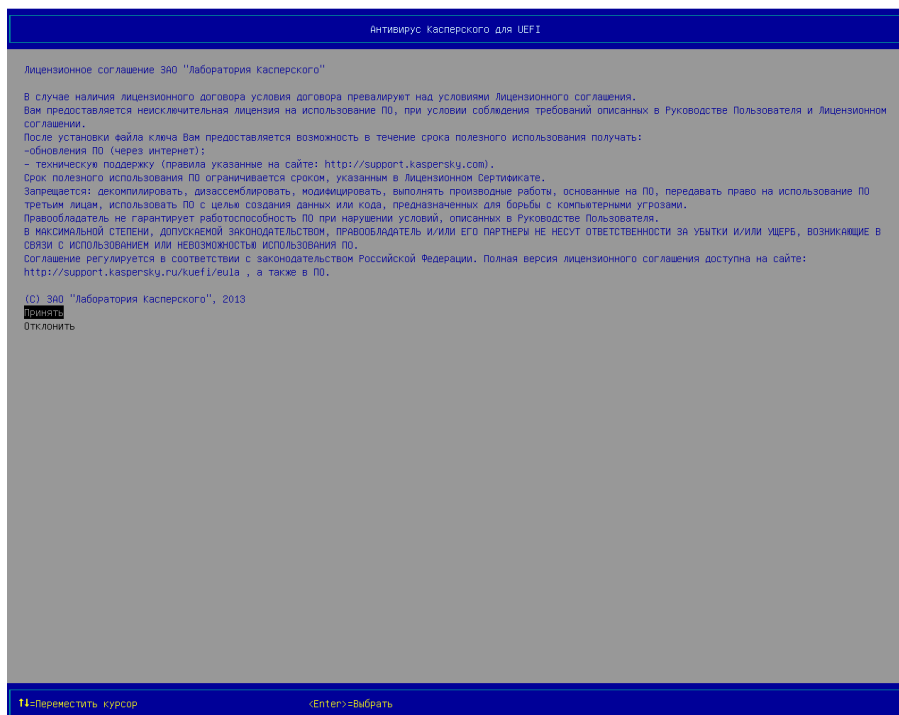 Антивирус Касперского для UEFI
Лицензионное соглашение ЗАО "Лаборатория Касперского"
В случае наличия лицензионного договора условия договора превалируют над условиями Лицензионного соглашения.
Вам предоставляется неисключительная лицензия на использование ПО, при условии соблюдения требований описанных в Руководстве Пользователя и Лицензионном
соглашении.
После установки файла ключа Вам предоставляется возможность в течение срока полезного использования получать:
-обновления ПО (через интернет);
- техническую поддержку (правила указанные на сайте: http://support.kaspersky.com).
Срок полезного использования ПО ограничивается сроком, указанным в Лицензионном Сертификате.
Запрещается: декомпилировать, дизассемблировать, модифицировать, выполнять производные работы, основанные на ПО, передавать право на использование ПО
третьим лицам, использовать ПО с целью создания данных или кода, предназначенных для борьбы с компьютерными угрозами.
Правообладатель не гарантирует работоспособность ПО при нарушении условий, описанных в Руководстве Пользователя.
В МАКСИМАЛЬНОЙ СТЕПЕНИ, ДОПУСКАЕМОЙ ЗАКОНОДАТЕЛЬСТВОМ, ПРАВООБЛАДАТЕЛЬ И/ИЛИ ЕГО ПАРТНЕРЫ НЕ НЕСУТ ОТВЕТСТВЕННОСТИ ЗА УБЫТКИ И/ИЛИ УЩЕРБ, ВОЗНИКАЮЩИЕ В
СВЯЗИ С ИСПОЛЬЗОВАНИЕМ ИЛИ НЕВОЗМОЖНОСТЬЮ ИСПОЛЬЗОВАНИЯ ПО.
Соглашение регулируется в соответствии с законодательством Российской Федерации. Полная версия лицензионного соглашения доступна на сайте:
http://support.kaspersky.ru/kuefi/eula , а также в ПО.
(C) ЗАО "Лаборатория Касперского", 2013
Принять
Отклонить
↑↓=Переместить курсор <Enter>=Выбрать